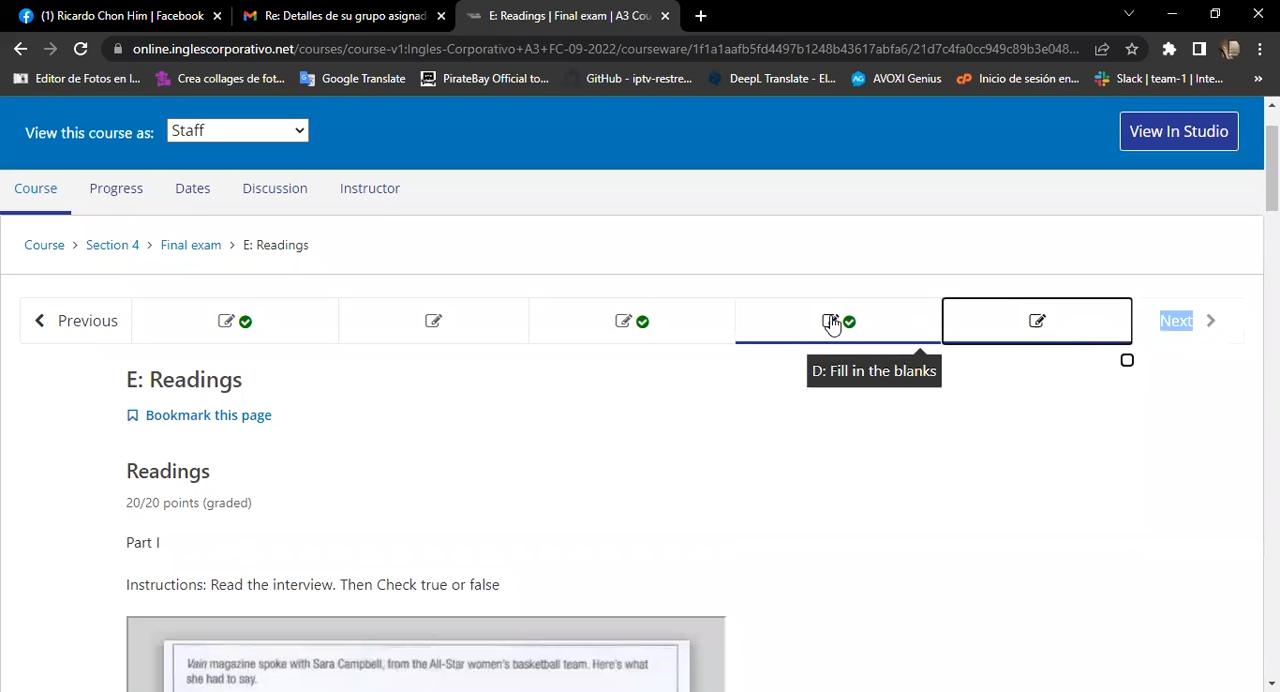 (1) Ricardo Chon Him | Facebook
Re: Detalles de su grupo asignad
E: Readings | Final exam | A3 Cou
online.inglescorporativo.net/courses/course-v1:Ingles-Corporativo+A3+FC-09-2022/courseware/1f1a1aafb5fd4497b1248b43617abfa6/21d7c4fa0cc949c89b3e048...
Editor de Fotos en l...
Crea collages de fot...
Google Translate
PirateBay Official to...
GitHub - iptv-restre...
DeepL Translate - El...
AVOXI Genius
Inicio de sesión en...
Slack | team-1 | Inte...
»
View this course as:
Staff
View In Studio
Course
Progress
Dates
Discussion
Instructor
Course > Section 4 > Final exam > E: Readings
Previous
Next
D: Fill in the blanks
E: Readings
Bookmark this page
Readings
20/20 points (graded)
Part I
Instructions: Read the interview. Then Check true or false
Vain magazine spoke with Sara Campbell, from the All-Star women's basketball team. Here's what
she had to say.